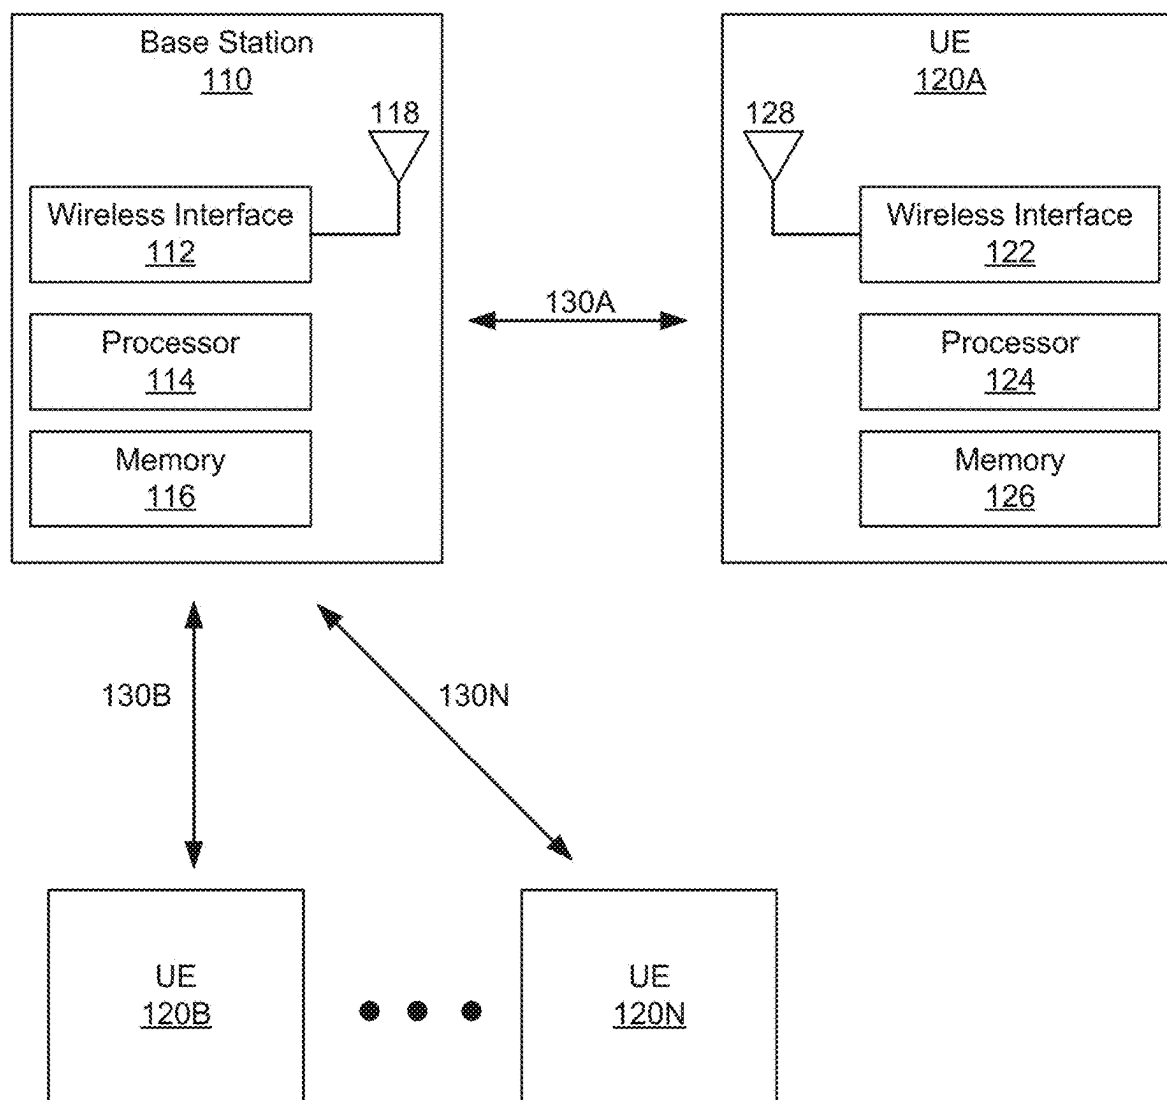 Base Station
110
118
Wireless Interface
112
Processor
114
Memory
116
UE
120A
128
Wireless Interface
122
Processor
124
Memory
126
130A
130B
130N
UE
120B
UE
120N